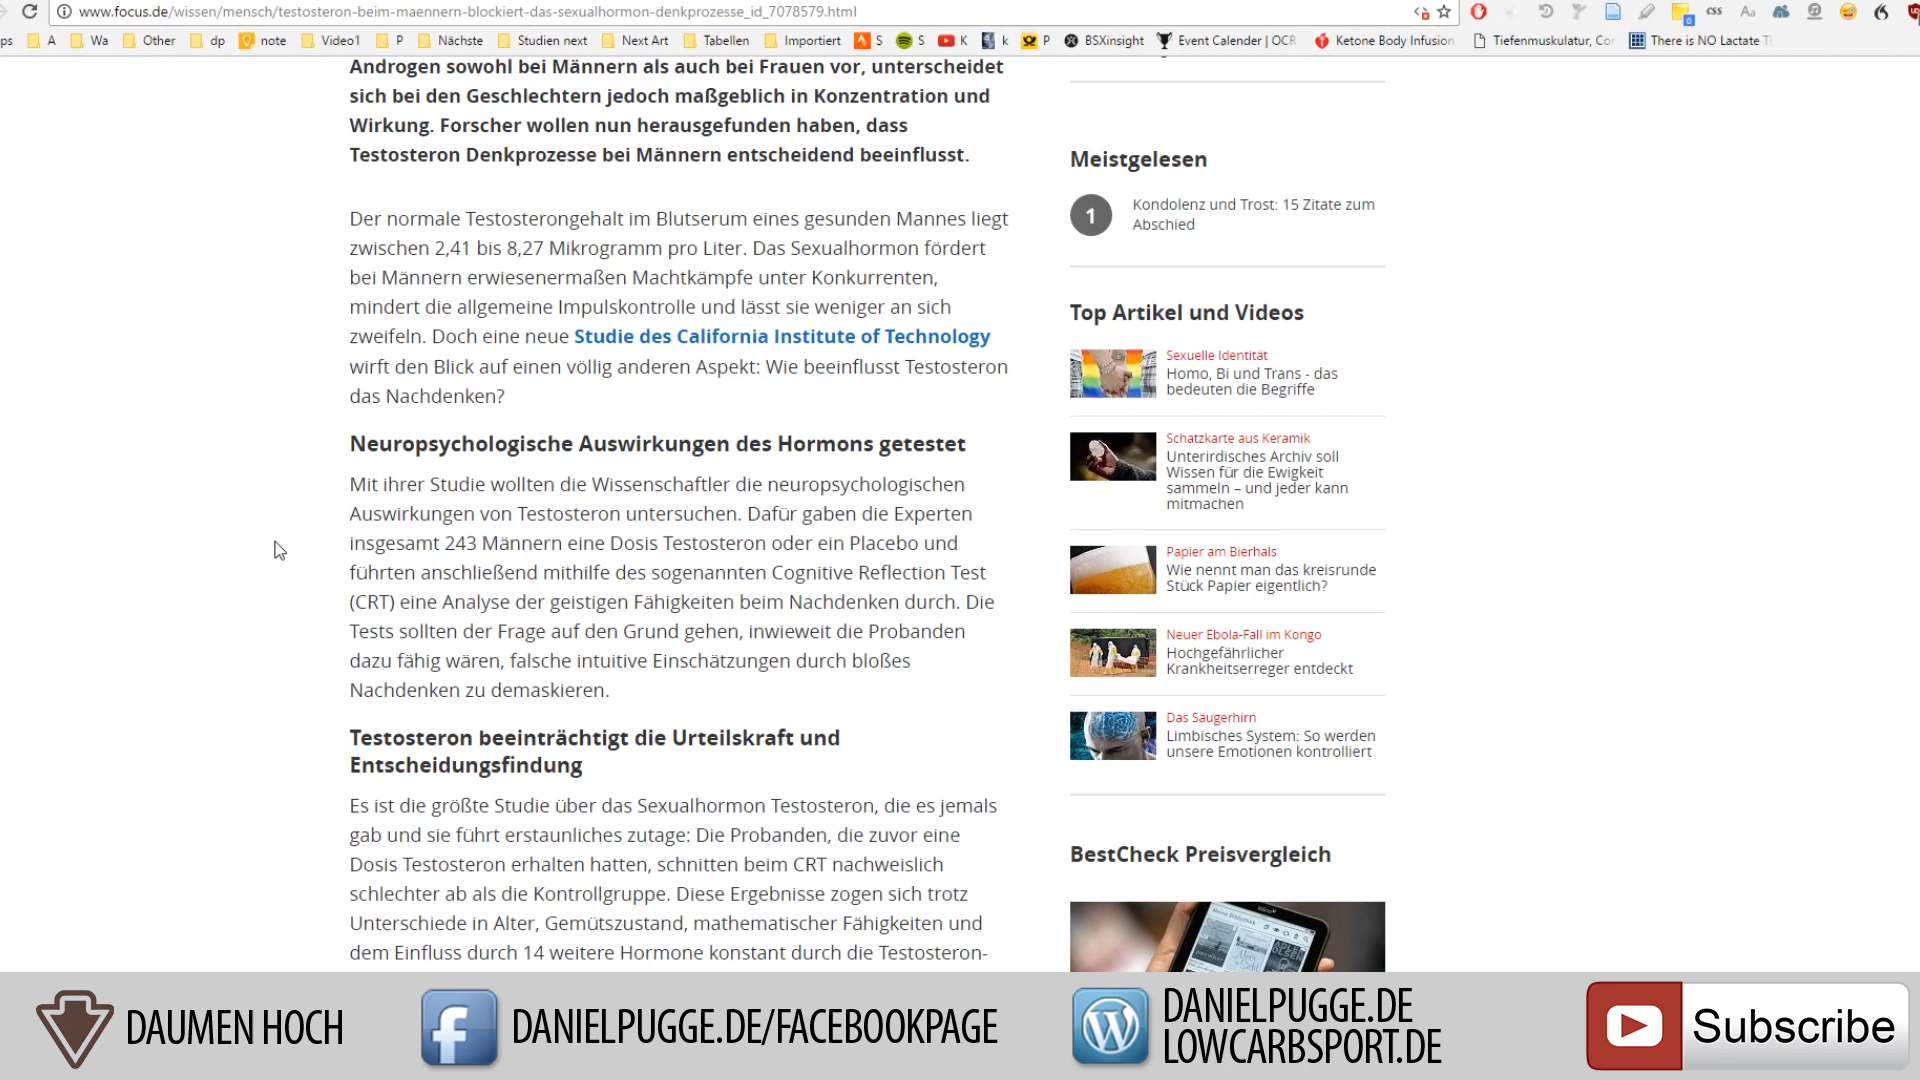 www.focus.de/wissen/mensch/testosteron-beim-maennern-blockiert-das-sexualhormon-denkprozesse_id_7078579.html
ps A Wa Other dp note Video1 P Nächste Studien next Next Art Tabellen Importiert S S K k P BSXinsight Event Calender | OCR Ketone Body Infusion Tiefenmuskulatur, Cor There is NO Lactate T
Androgen sowohl bei Männern als auch bei Frauen vor, unterscheidet
sich bei den Geschlechtern jedoch maßgeblich in Konzentration und
Wirkung. Forscher wollen nun herausgefunden haben, dass
Testosteron Denkprozesse bei Männern entscheidend beeinflusst.
Der normale Testosterongehalt im Blutserum eines gesunden Mannes liegt
zwischen 2,41 bis 8,27 Mikrogramm pro Liter. Das Sexualhormon fördert
bei Männern erwiesenermaßen Machtkämpfe unter Konkurrenten,
mindert die allgemeine Impulskontrolle und lässt sie weniger an sich
zweifeln. Doch eine neue Studie des California Institute of Technology
wirft den Blick auf einen völlig anderen Aspekt: Wie beeinflusst Testosteron
das Nachdenken?
Neuropsychologische Auswirkungen des Hormons getestet
Mit ihrer Studie wollten die Wissenschaftler die neuropsychologischen
Auswirkungen von Testosteron untersuchen. Dafür gaben die Experten
insgesamt 243 Männern eine Dosis Testosteron oder ein Placebo und
führten anschließend mithilfe des sogenannten Cognitive Reflection Test
(CRT) eine Analyse der geistigen Fähigkeiten beim Nachdenken durch. Die
Tests sollten der Frage auf den Grund gehen, inwieweit die Probanden
dazu fähig wären, falsche intuitive Einschätzungen durch bloßes
Nachdenken zu demaskieren.
Testosteron beeinträchtigt die Urteilskraft und
Entscheidungsfindung
Es ist die größte Studie über das Sexualhormon Testosteron, die es jemals
gab und sie führt erstaunliches zutage: Die Probanden, die zuvor eine
Dosis Testosteron erhalten hatten, schnitten beim CRT nachweislich
schlechter ab als die Kontrollgruppe. Diese Ergebnisse zogen sich trotz
Unterschiede in Alter, Gemütszustand, mathematischer Fähigkeiten und
dem Einfluss durch 14 weitere Hormone konstant durch die Testosteron-
Meistgelesen
1
Kondolenz und Trost: 15 Zitate zum
Abschied
Top Artikel und Videos
Sexuelle Identität
Homo, Bi und Trans - das
bedeuten die Begriffe
Schatzkarte aus Keramik
Unterirdisches Archiv soll
Wissen für die Ewigkeit
sammeln – und jeder kann
mitmachen
Papier am Bierhals
Wie nennt man das kreisrunde
Stück Papier eigentlich?
Neuer Ebola-Fall im Kongo
Hochgefährlicher
Krankheitserreger entdeckt
Das Säugerhirn
Limbisches System: So werden
unsere Emotionen kontrolliert
BestCheck Preisvergleich
DAUMEN HOCH
DANIELPUGGE.DE/FACEBOOKPAGE
DANIELPUGGE.DE
LOWCARBSPORT.DE
Subscribe